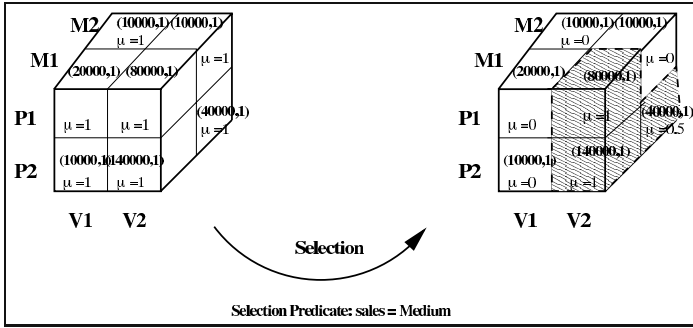 M2 (10000,1) (10000,1)
μ =1
M1 μ =1
(20000,1) (80000,1)
P1 μ =1 μ =1 (40000,1)
μ =1
P2 (10000,1) (140000,1)
μ =1 μ =1
V1 V2
M2 (10000,1) (10000,1)
μ =0
M1 μ =0
(20000,1) (80000,1)
P1 μ =0 μ =1 (40000,1)
μ =0.5
P2 (10000,1) (140000,1)
μ =0 μ =1
V1 V2
Selection
Selection Predicate: sales = Medium